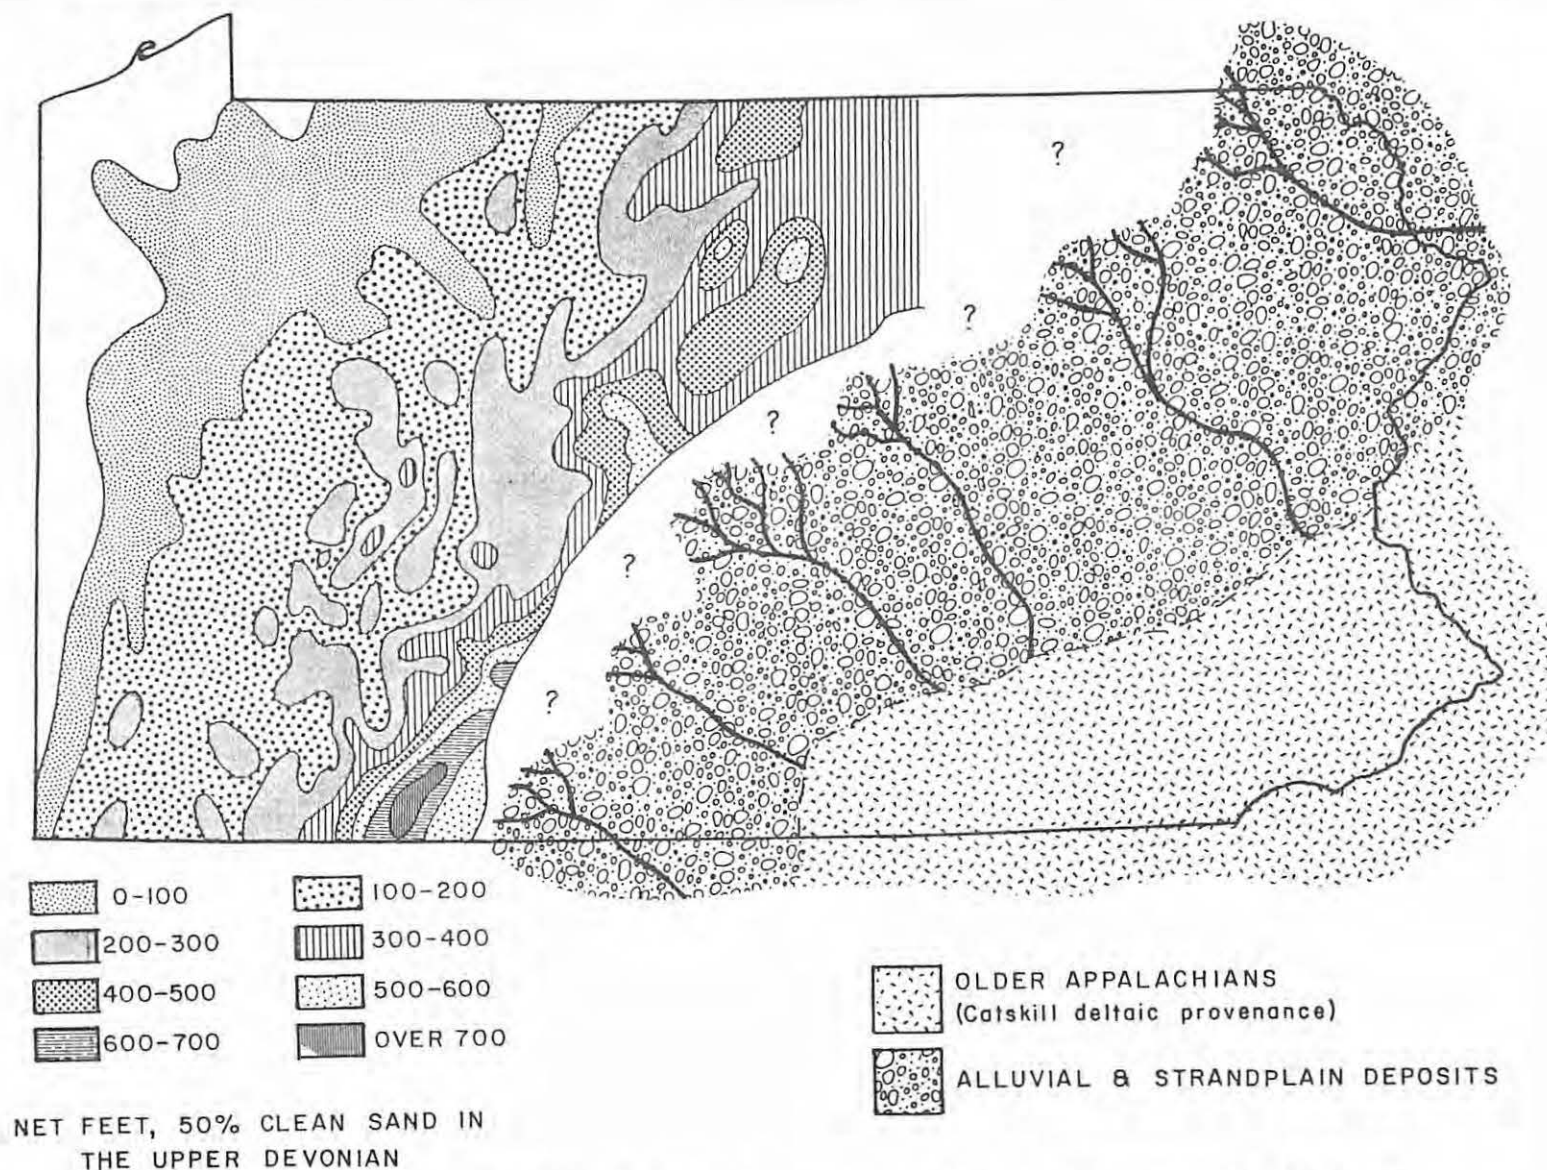 ?
?
?
?
?
0-100
100-200
200-300
300-400
400-500
500-600
600-700
OVER 700
NET FEET, 50% CLEAN SAND IN
THE UPPER DEVONIAN
OLDER APPALACHIANS
(Catskill deltaic provenance)
ALLUVIAL & STRANDPLAIN DEPOSITS